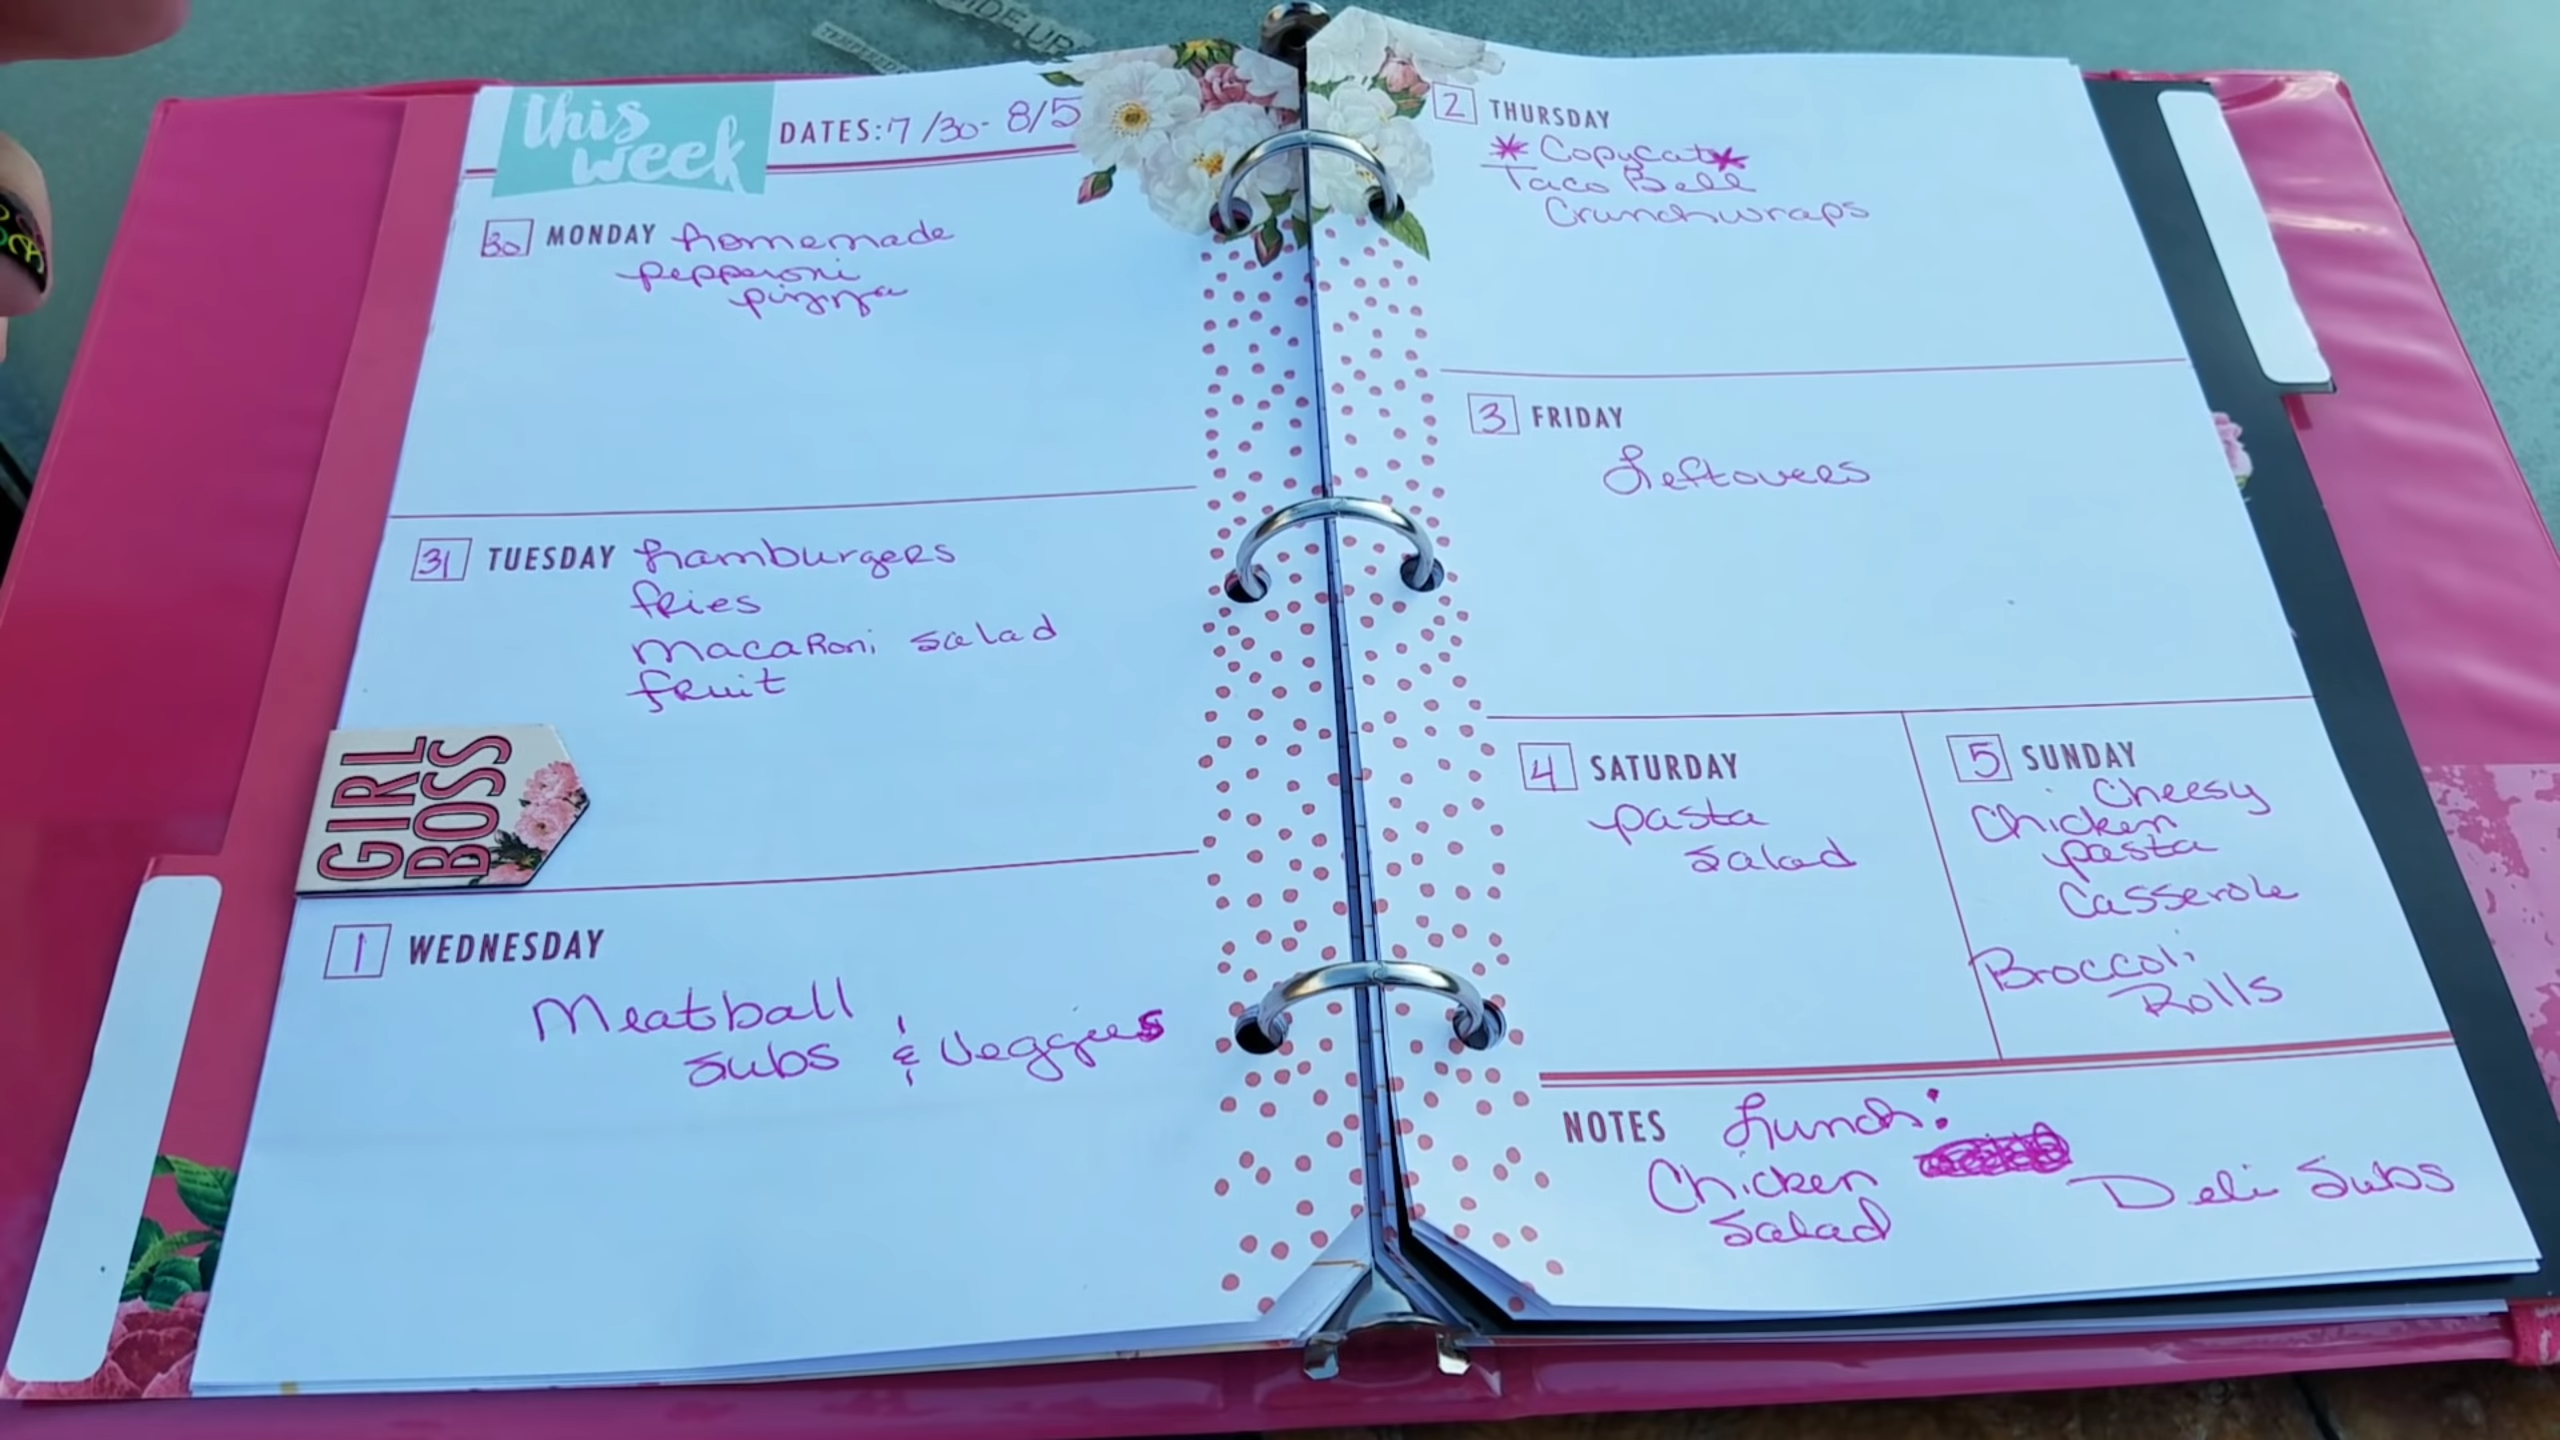 this
week
DATES: 7/30 - 8/5
30 MONDAY homemade
pepperoni
pizza
31 TUESDAY hamburgers
fries
macaroni salad
fruit
GIRL
BOSS
1 WEDNESDAY
Meatball
subs & Veggies
2 THURSDAY
*Copycat*
Taco Bell
Crunchwraps
3 FRIDAY
Leftovers
4 SATURDAY
pasta
salad
5 SUNDAY
Cheesy
Chicken
pasta
Casserole
Broccoli
Rolls
NOTES Lunch:
Chicken
Salad
Deli Subs